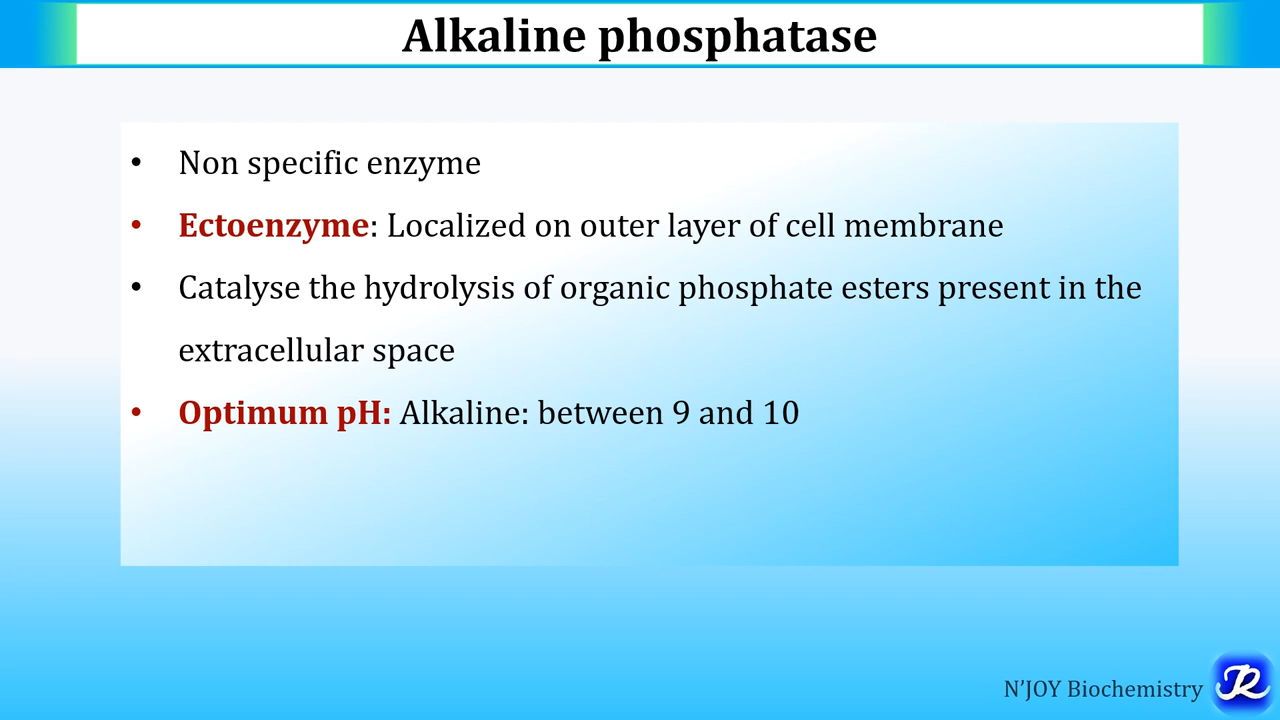 Alkaline phosphatase
• Non specific enzyme
• Ectoenzyme: Localized on outer layer of cell membrane
• Catalyse the hydrolysis of organic phosphate esters present in the
extracellular space
• Optimum pH: Alkaline: between 9 and 10
N'JOY Biochemistry
JR